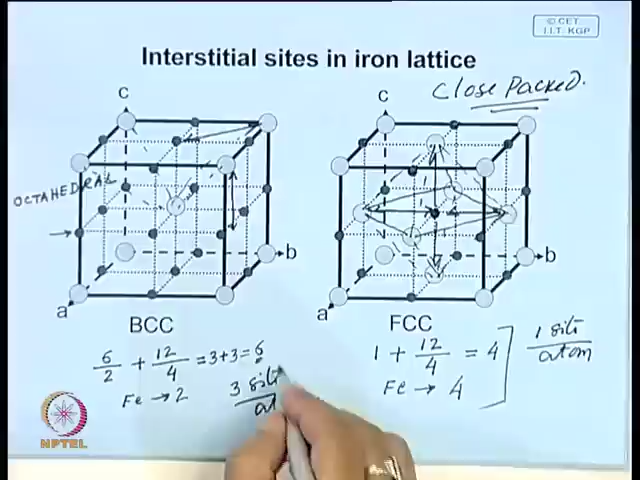 © CET
I.I.T. KGP
Interstitial sites in iron lattice
Close Packed.
c
c
OCTAHEDRAL
b
b
a
a
BCC
FCC
6/2 + 12/4 = 3+3 = 6
Fe → 2
3 site
1 + 12/4 = 4
Fe → 4
1 site
atom
NPTEL